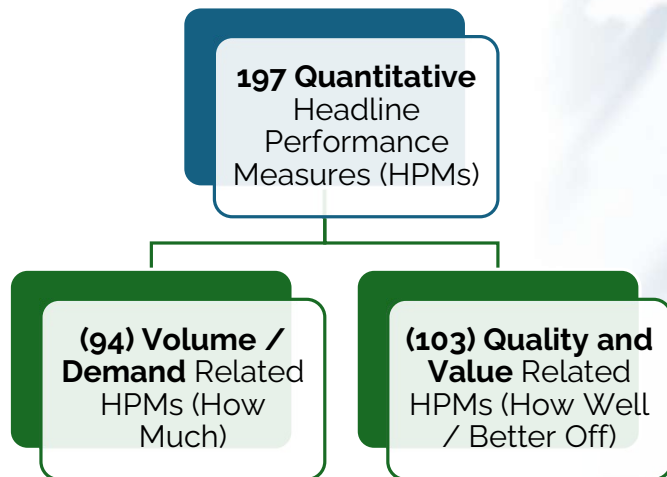 197 Quantitative
Headline
Performance
Measures (HPMs)
(94) Volume /
Demand Related
HPMs (How
Much)
(103) Quality and
Value Related
HPMs (How Well
/ Better Off)